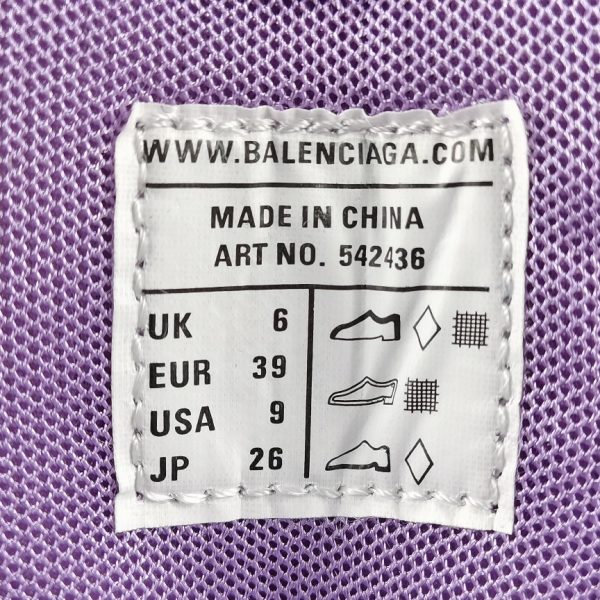 WWW.BALENCIAGA.COM
MADE IN CHINA
ART NO. 542436
UK 6
EUR 39
USA 9
JP 26